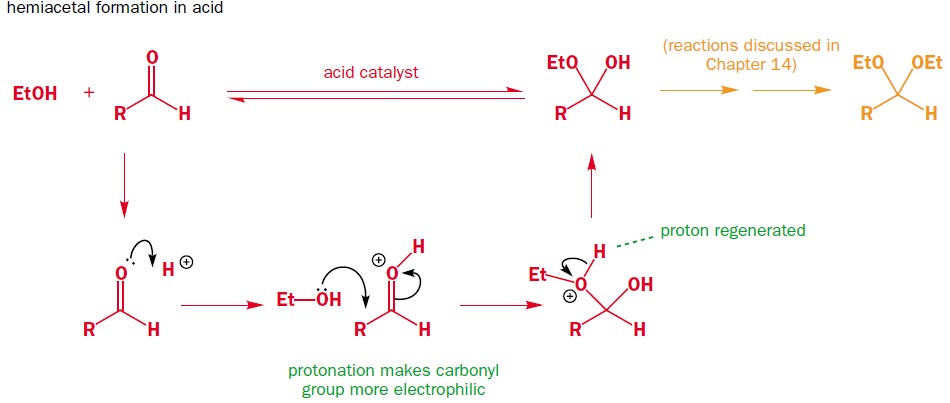 hemiacetal formation in acid
EtOH + O R H
acid catalyst
EtO OH R H
(reactions discussed in
Chapter 14)
EtO OEt R H
O H ⊕ R H
Et—OH
⊕ O H R H
Et O H ⊕ OH R H
proton regenerated
protonation makes carbonyl
group more electrophilic